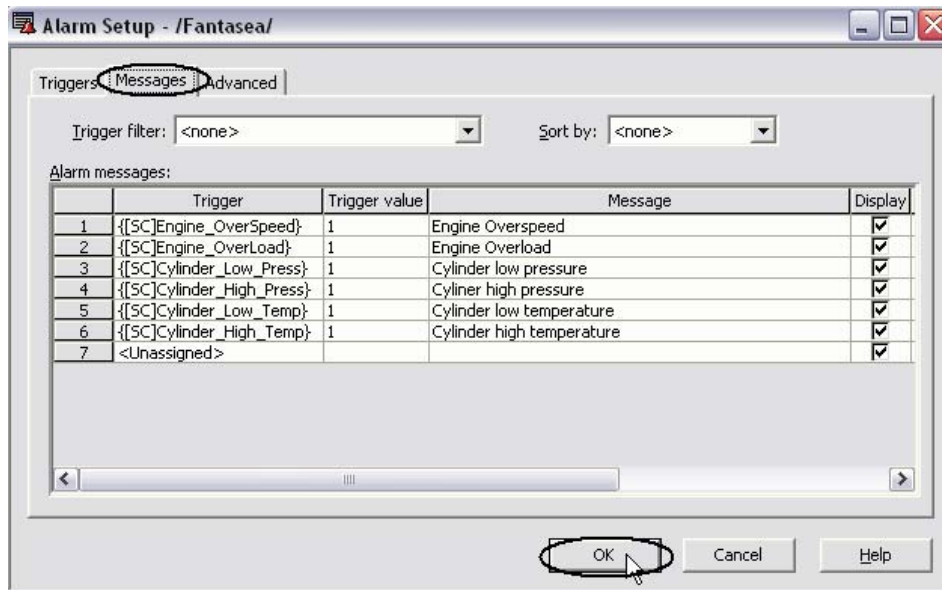 Alarm Setup - /Fantasea/
Triggers Messages Advanced
Trigger filter: <none> Sort by: <none>
Alarm messages:
Trigger Trigger value Message Display
1 {[SC]Engine_OverSpeed} 1 Engine Overspeed
2 {[SC]Engine_OverLoad} 1 Engine Overload
3 {[SC]Cylinder_Low_Press} 1 Cylinder low pressure
4 {[SC]Cylinder_High_Press} 1 Cyliner high pressure
5 {[SC]Cylinder_Low_Temp} 1 Cylinder low temperature
6 {[SC]Cylinder_High_Temp} 1 Cylinder high temperature
7 <Unassigned>
OK Cancel Help